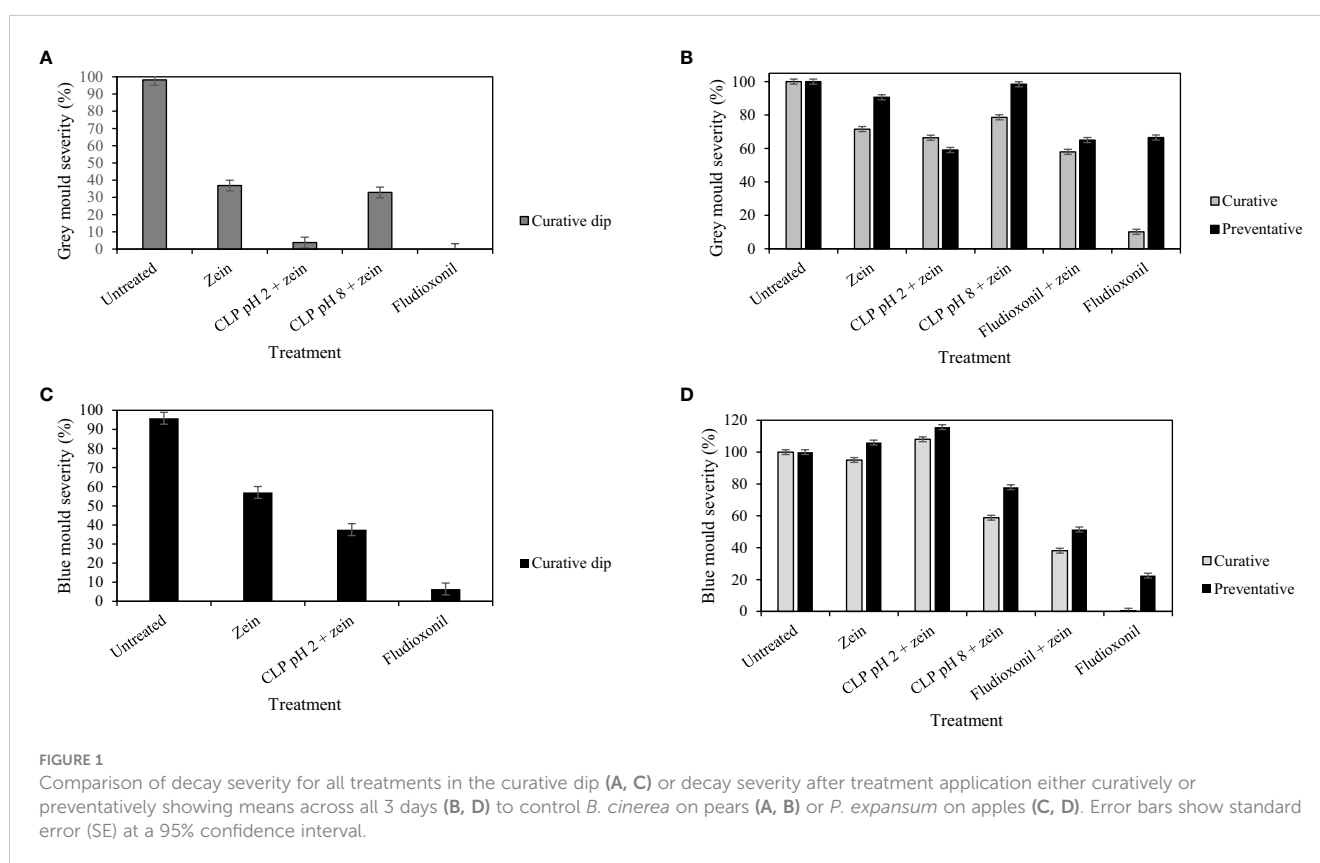 A
Grey mould severity (%)
100
90
80
70
60
50
40
30
20
10
0
Untreated
Zein
CLP pH 2 + zein
CLP pH 8 + zein
Fludioxonil
Treatment
Curative dip
B
Grey mould severity (%)
100
80
60
40
20
0
Untreated
Zein
CLP pH 2 + zein
CLP pH 8 + zein
Fludioxonil + zein
Fludioxonil
Treatment
Curative
Preventative
C
Blue mould severity (%)
100
90
80
70
60
50
40
30
20
10
0
Untreated
Zein
CLP pH 2 + zein
Fludioxonil
Treatment
Curative dip
D
Blue mould severity (%)
120
100
80
60
40
20
0
Untreated
Zein
CLP pH 2 + zein
CLP pH 8 + zein
Fludioxonil + zein
Fludioxonil
Treatment
Curative
Preventative
FIGURE 1
Comparison of decay severity for all treatments in the curative dip (A, C) or decay severity after treatment application either curatively or
preventatively showing means across all 3 days (B, D) to control B. cinerea on pears (A, B) or P. expansum on apples (C, D). Error bars show standard
error (SE) at a 95% confidence interval.